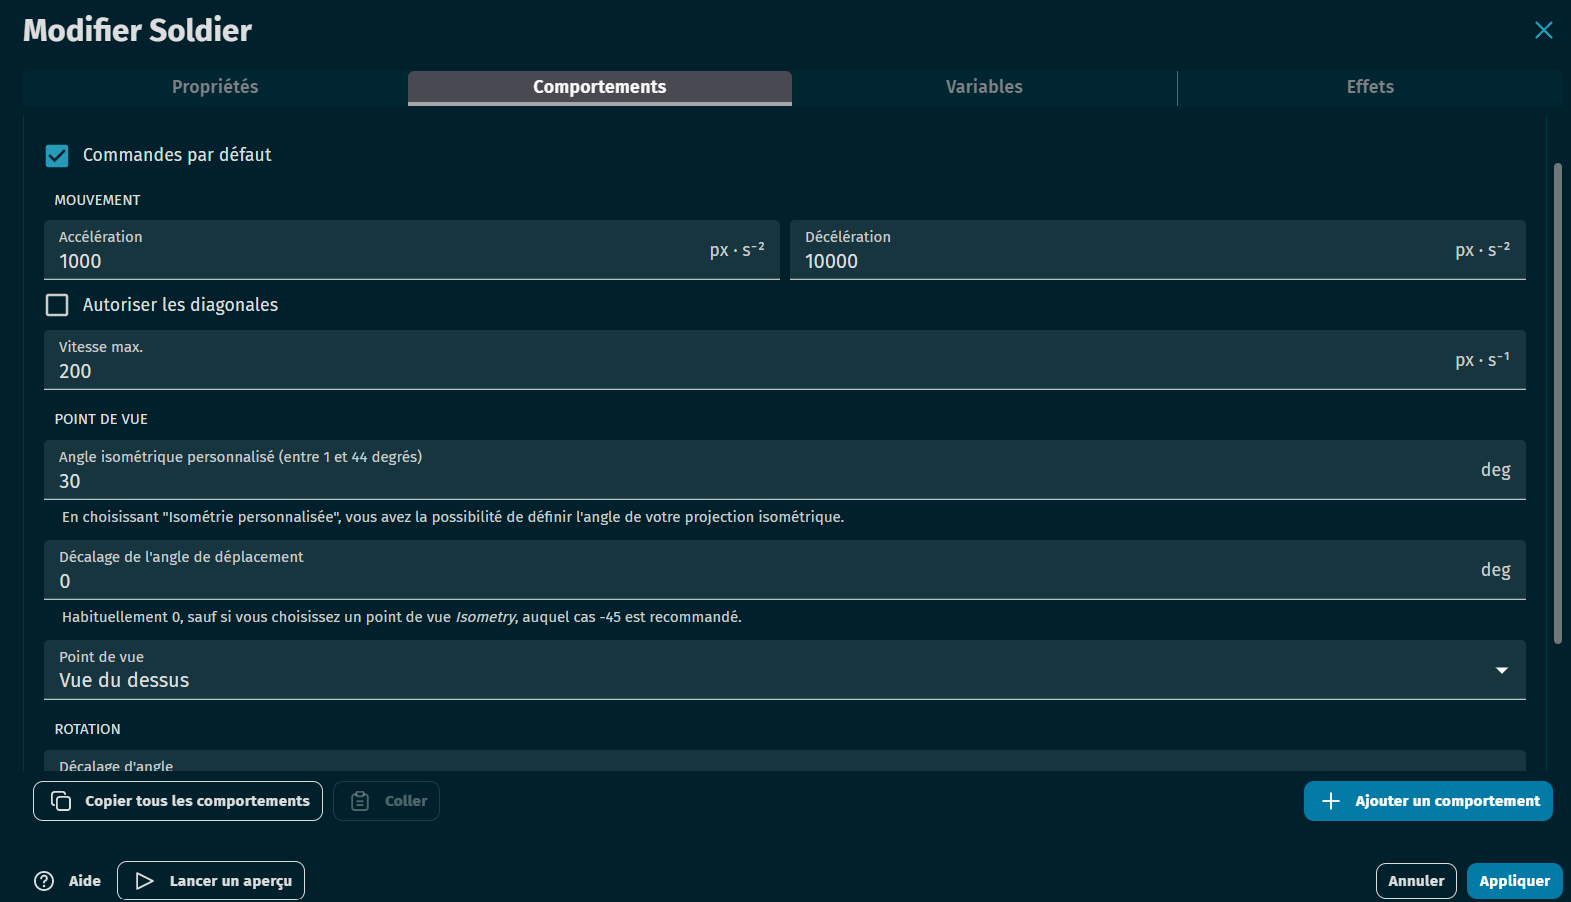 Modifier Soldier
Propriétés
Comportements
Variables
Effets
Commandes par défaut
MOUVEMENT
Accélération
1000
px · s⁻²
Décélération
10000
px · s⁻²
Autoriser les diagonales
Vitesse max.
200
px · s⁻¹
POINT DE VUE
Angle isométrique personnalisé (entre 1 et 44 degrés)
30
deg
En choisissant "Isométrie personnalisée", vous avez la possibilité de définir l'angle de votre projection isométrique.
Décalage de l'angle de déplacement
0
deg
Habituellement 0, sauf si vous choisissez un point de vue Isometry, auquel cas -45 est recommandé.
Point de vue
Vue du dessus
ROTATION
Décalage d'angle
Copier tous les comportements
Coller
Ajouter un comportement
Aide
Lancer un aperçu
Annuler
Appliquer